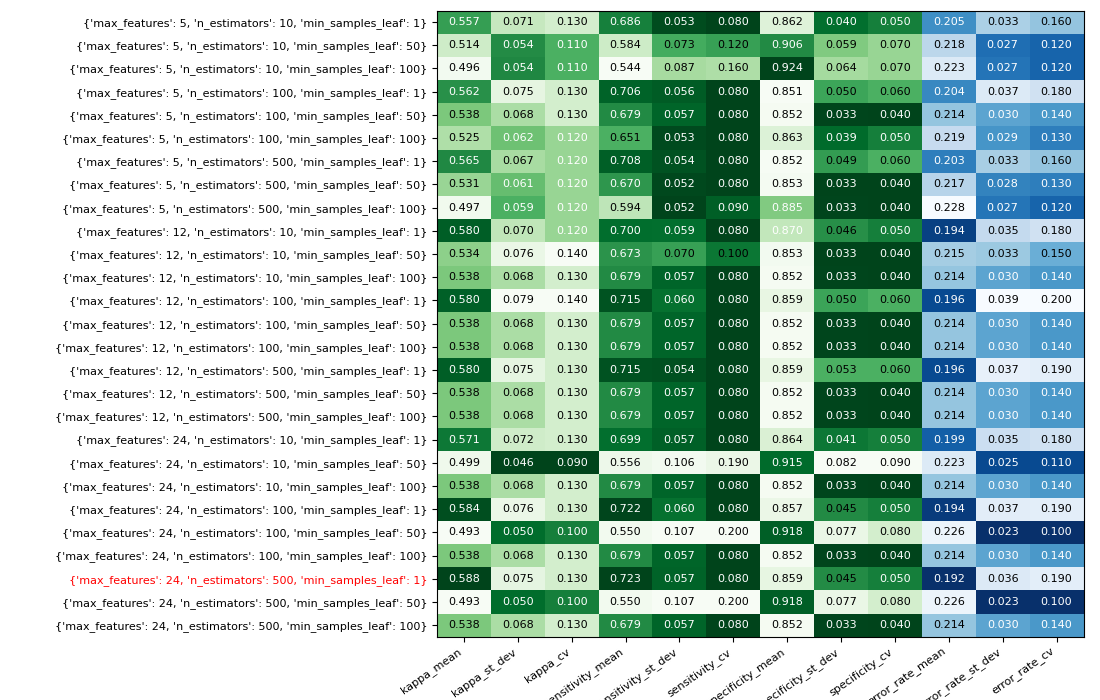 {'max_features': 5, 'n_estimators': 10, 'min_samples_leaf': 1} 0.557 0.071 0.130 0.686 0.053 0.080 0.862 0.040 0.050 0.205 0.033 0.160
{'max_features': 5, 'n_estimators': 10, 'min_samples_leaf': 50} 0.514 0.054 0.110 0.584 0.073 0.120 0.906 0.059 0.070 0.218 0.027 0.120
{'max_features': 5, 'n_estimators': 10, 'min_samples_leaf': 100} 0.496 0.054 0.110 0.544 0.087 0.160 0.924 0.064 0.070 0.223 0.027 0.120
{'max_features': 5, 'n_estimators': 100, 'min_samples_leaf': 1} 0.562 0.075 0.130 0.706 0.056 0.080 0.851 0.050 0.060 0.204 0.037 0.180
{'max_features': 5, 'n_estimators': 100, 'min_samples_leaf': 50} 0.538 0.068 0.130 0.679 0.057 0.080 0.852 0.033 0.040 0.214 0.030 0.140
{'max_features': 5, 'n_estimators': 100, 'min_samples_leaf': 100} 0.525 0.062 0.120 0.651 0.053 0.080 0.863 0.039 0.050 0.219 0.029 0.130
{'max_features': 5, 'n_estimators': 500, 'min_samples_leaf': 1} 0.565 0.067 0.120 0.708 0.054 0.080 0.852 0.049 0.060 0.203 0.033 0.160
{'max_features': 5, 'n_estimators': 500, 'min_samples_leaf': 50} 0.531 0.061 0.120 0.670 0.052 0.080 0.853 0.033 0.040 0.217 0.028 0.130
{'max_features': 5, 'n_estimators': 500, 'min_samples_leaf': 100} 0.497 0.059 0.120 0.594 0.052 0.090 0.885 0.033 0.040 0.228 0.027 0.120
{'max_features': 12, 'n_estimators': 10, 'min_samples_leaf': 1} 0.580 0.070 0.120 0.700 0.059 0.080 0.870 0.046 0.050 0.194 0.035 0.180
{'max_features': 12, 'n_estimators': 10, 'min_samples_leaf': 50} 0.534 0.076 0.140 0.673 0.070 0.100 0.853 0.033 0.040 0.215 0.033 0.150
{'max_features': 12, 'n_estimators': 10, 'min_samples_leaf': 100} 0.538 0.068 0.130 0.679 0.057 0.080 0.852 0.033 0.040 0.214 0.030 0.140
{'max_features': 12, 'n_estimators': 100, 'min_samples_leaf': 1} 0.580 0.079 0.140 0.715 0.060 0.080 0.859 0.050 0.060 0.196 0.039 0.200
{'max_features': 12, 'n_estimators': 100, 'min_samples_leaf': 50} 0.538 0.068 0.130 0.679 0.057 0.080 0.852 0.033 0.040 0.214 0.030 0.140
{'max_features': 12, 'n_estimators': 100, 'min_samples_leaf': 100} 0.538 0.068 0.130 0.679 0.057 0.080 0.852 0.033 0.040 0.214 0.030 0.140
{'max_features': 12, 'n_estimators': 500, 'min_samples_leaf': 1} 0.580 0.075 0.130 0.715 0.054 0.080 0.859 0.053 0.060 0.196 0.037 0.190
{'max_features': 12, 'n_estimators': 500, 'min_samples_leaf': 50} 0.538 0.068 0.130 0.679 0.057 0.080 0.852 0.033 0.040 0.214 0.030 0.140
{'max_features': 12, 'n_estimators': 500, 'min_samples_leaf': 100} 0.538 0.068 0.130 0.679 0.057 0.080 0.852 0.033 0.040 0.214 0.030 0.140
{'max_features': 24, 'n_estimators': 10, 'min_samples_leaf': 1} 0.571 0.072 0.130 0.699 0.057 0.080 0.864 0.041 0.050 0.199 0.035 0.180
{'max_features': 24, 'n_estimators': 10, 'min_samples_leaf': 50} 0.499 0.046 0.090 0.556 0.106 0.190 0.915 0.082 0.090 0.223 0.025 0.110
{'max_features': 24, 'n_estimators': 10, 'min_samples_leaf': 100} 0.538 0.068 0.130 0.679 0.057 0.080 0.852 0.033 0.040 0.214 0.030 0.140
{'max_features': 24, 'n_estimators': 100, 'min_samples_leaf': 1} 0.584 0.076 0.130 0.722 0.060 0.080 0.857 0.045 0.050 0.194 0.037 0.190
{'max_features': 24, 'n_estimators': 100, 'min_samples_leaf': 50} 0.493 0.050 0.100 0.550 0.107 0.200 0.918 0.077 0.080 0.226 0.023 0.100
{'max_features': 24, 'n_estimators': 100, 'min_samples_leaf': 100} 0.538 0.068 0.130 0.679 0.057 0.080 0.852 0.033 0.040 0.214 0.030 0.140
{'max_features': 24, 'n_estimators': 500, 'min_samples_leaf': 1} 0.588 0.075 0.130 0.723 0.057 0.080 0.859 0.045 0.050 0.192 0.036 0.190
{'max_features': 24, 'n_estimators': 500, 'min_samples_leaf': 50} 0.493 0.050 0.100 0.550 0.107 0.200 0.918 0.077 0.080 0.226 0.023 0.100
{'max_features': 24, 'n_estimators': 500, 'min_samples_leaf': 100} 0.538 0.068 0.130 0.679 0.057 0.080 0.852 0.033 0.040 0.214 0.030 0.140
kappa_mean
kappa_st_dev
kappa_cv
ensitivity_mean
nsitivity_st_dev
sensitivity_cv
pecificity_mean
ecificity_st_dev
specificity_cv
error_rate_mean
rror_rate_st_dev
error_rate_cv